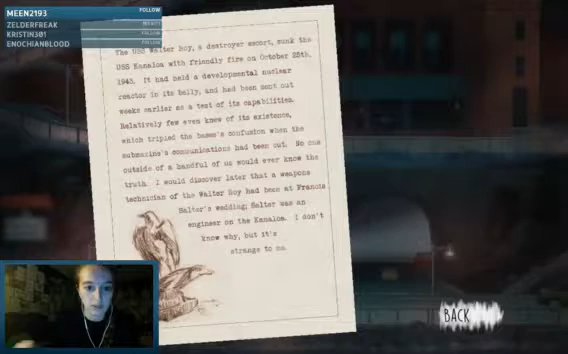 MEEN2193
FOLLOW
ZELDERFREAK
KRISTIN301
FOLLOW
ENOCHIANBLOOD
FOLLOW
The USS Walter Roy, a destroyer escort, sunk the
USS Kanaloa with friendly fire on October 25th,
1943. It had held a developmental nuclear
reactor in its belly, and had been sent out
weeks earlier as a test of its capabilities.
Relatively few even knew of its existence,
which tripled the base's confusion when the
submarine's communications had been cut. No one
outside of a handful of us would ever know the
truth. I would discover later that a weapons
technician of the Walter Roy had been at Francis
Salter's wedding; Salter was an
engineer on the Kanaloa. I don't
know why, but it's
strange to me.
BACK